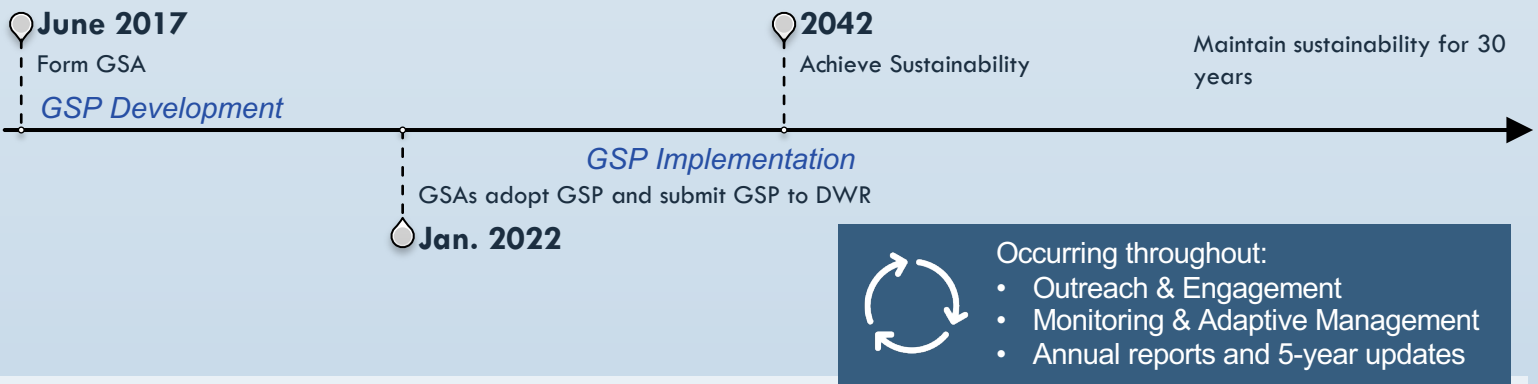 June 2017
Form GSA
GSP Development
2042
Achieve Sustainability
Maintain sustainability for 30
years
GSP Implementation
GSAs adopt GSP and submit GSP to DWR
Jan. 2022
Occurring throughout:
• Outreach & Engagement
• Monitoring & Adaptive Management
• Annual reports and 5-year updates